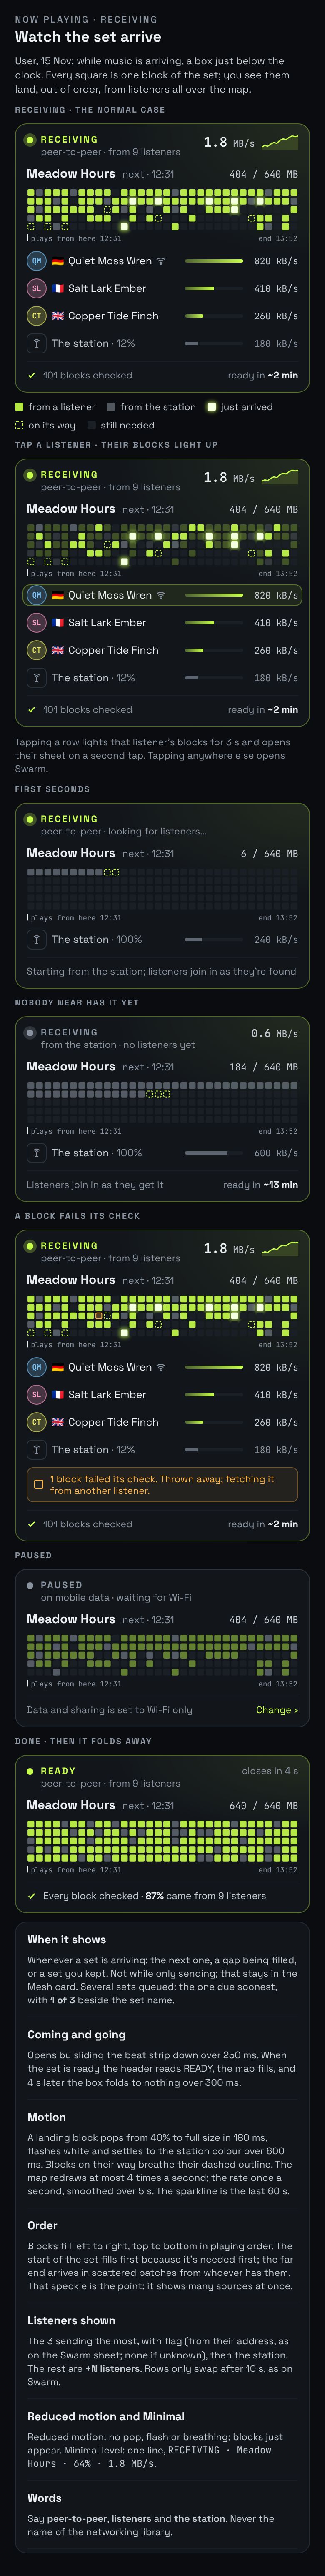 NOW PLAYING · RECEIVING
Watch the set arrive
User, 15 Nov: while music is arriving, a box just below the
clock. Every square is one block of the set; you see them
land, out of order, from listeners all over the map.
RECEIVING · THE NORMAL CASE
RECEIVING
1.8 MB/s
peer-to-peer · from 9 listeners
Meadow Hours next · 12:31
404 / 640 MB
plays from here 12:31
end 13:52
QM 🇩🇪 Quiet Moss Wren
820 kB/s
SL 🇫🇷 Salt Lark Ember
410 kB/s
CT 🇬🇧 Copper Tide Finch
260 kB/s
The station · 12%
180 kB/s
✓ 101 blocks checked
ready in ~2 min
from a listener
from the station
just arrived
on its way
still needed
TAP A LISTENER · THEIR BLOCKS LIGHT UP
RECEIVING
1.8 MB/s
peer-to-peer · from 9 listeners
Meadow Hours next · 12:31
404 / 640 MB
plays from here 12:31
end 13:52
QM 🇩🇪 Quiet Moss Wren
820 kB/s
SL 🇫🇷 Salt Lark Ember
410 kB/s
CT 🇬🇧 Copper Tide Finch
260 kB/s
The station · 12%
180 kB/s
✓ 101 blocks checked
ready in ~2 min
Tapping a row lights that listener's blocks for 3 s and opens
their sheet on a second tap. Tapping anywhere else opens
Swarm.
FIRST SECONDS
RECEIVING
peer-to-peer · looking for listeners…
Meadow Hours next · 12:31
6 / 640 MB
plays from here 12:31
end 13:52
The station · 100%
240 kB/s
Starting from the station; listeners join in as they're found
NOBODY NEAR HAS IT YET
RECEIVING
0.6 MB/s
from the station · no listeners yet
Meadow Hours next · 12:31
184 / 640 MB
plays from here 12:31
end 13:52
The station · 100%
600 kB/s
Listeners join in as they get it
ready in ~13 min
A BLOCK FAILS ITS CHECK
RECEIVING
1.8 MB/s
peer-to-peer · from 9 listeners
Meadow Hours next · 12:31
404 / 640 MB
plays from here 12:31
end 13:52
QM 🇩🇪 Quiet Moss Wren
820 kB/s
SL 🇫🇷 Salt Lark Ember
410 kB/s
CT 🇬🇧 Copper Tide Finch
260 kB/s
The station · 12%
180 kB/s
1 block failed its check. Thrown away; fetching it
from another listener.
✓ 101 blocks checked
ready in ~2 min
PAUSED
PAUSED
on mobile data · waiting for Wi-Fi
Meadow Hours next · 12:31
404 / 640 MB
plays from here 12:31
end 13:52
Data and sharing is set to Wi-Fi only
Change ›
DONE · THEN IT FOLDS AWAY
READY
closes in 4 s
peer-to-peer · from 9 listeners
Meadow Hours next · 12:31
640 / 640 MB
plays from here 12:31
end 13:52
✓ Every block checked · 87% came from 9 listeners
When it shows
Whenever a set is arriving: the next one, a gap being filled,
or a set you kept. Not while only sending; that stays in the
Mesh card. Several sets queued: the one due soonest,
with 1 of 3 beside the set name.
Coming and going
Opens by sliding the beat strip down over 250 ms. When
the set is ready the header reads READY, the map fills, and
4 s later the box folds to nothing over 300 ms.
Motion
A landing block pops from 40% to full size in 180 ms,
flashes white and settles to the station colour over 600
ms. Blocks on their way breathe their dashed outline. The
map redraws at most 4 times a second; the rate once a
second, smoothed over 5 s. The sparkline is the last 60 s.
Order
Blocks fill left to right, top to bottom in playing order. The
start of the set fills first because it's needed first; the far
end arrives in scattered patches from whoever has them.
That speckle is the point: it shows many sources at once.
Listeners shown
The 3 sending the most, with flag (from their address, as
on the Swarm sheet; none if unknown), then the station.
The rest are +N listeners. Rows only swap after 10 s, as on
Swarm.
Reduced motion and Minimal
Reduced motion: no pop, flash or breathing; blocks just
appear. Minimal level: one line, RECEIVING · Meadow
Hours · 64% · 1.8 MB/s.
Words
Say peer-to-peer, listeners and the station. Never the
name of the networking library.